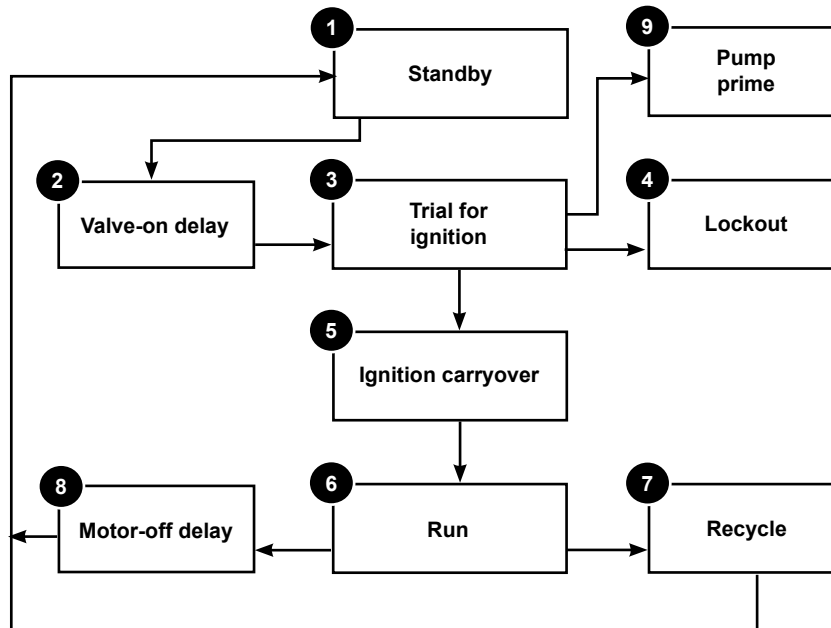 1
Standby
9
Pump
prime
2
Valve-on delay
3
Trial for
ignition
4
Lockout
5
Ignition carryover
8
Motor-off delay
6
Run
7
Recycle